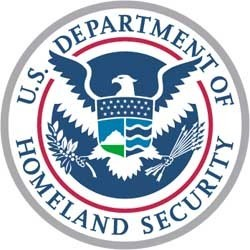 U.S. DEPARTMENT OF
HOMELAND SECURITY